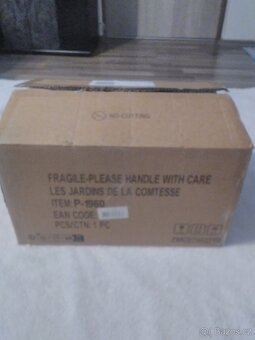 NO CUTTING
FRAGILE-PLEASE HANDLE WITH CARE
LES JARDINS DE LA COMTESSE
ITEM: P-1960
EAN CODE:
PCS/CTN: 1 PC